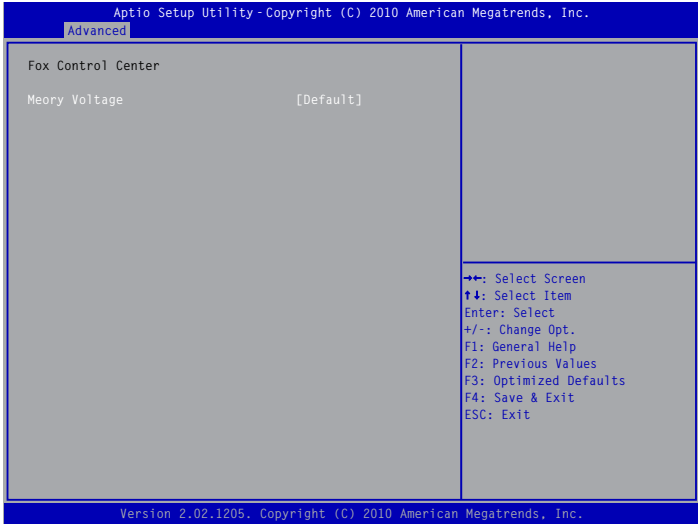 Aptio Setup Utility - Copyright (C) 2010 American Megatrends, Inc.
Advanced
Fox Control Center
Meory Voltage [Default]
→←: Select Screen
↑↓: Select Item
Enter: Select
+/-: Change Opt.
F1: General Help
F2: Previous Values
F3: Optimized Defaults
F4: Save & Exit
ESC: Exit
Version 2.02.1205. Copyright (C) 2010 American Megatrends, Inc.